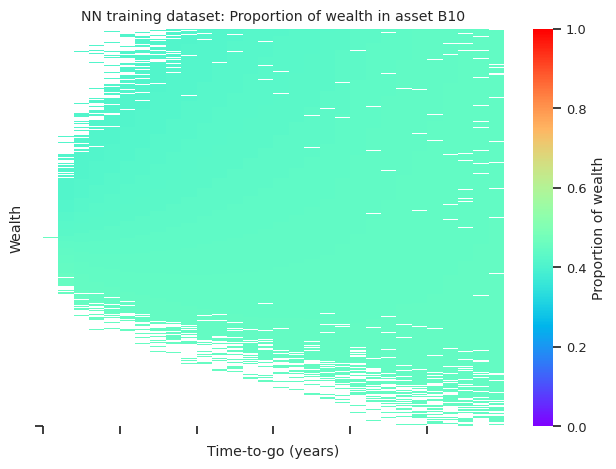 NN training dataset: Proportion of wealth in asset B10
Wealth
Time-to-go (years)
1.0
0.8
0.6
0.4
0.2
0.0
Proportion of wealth